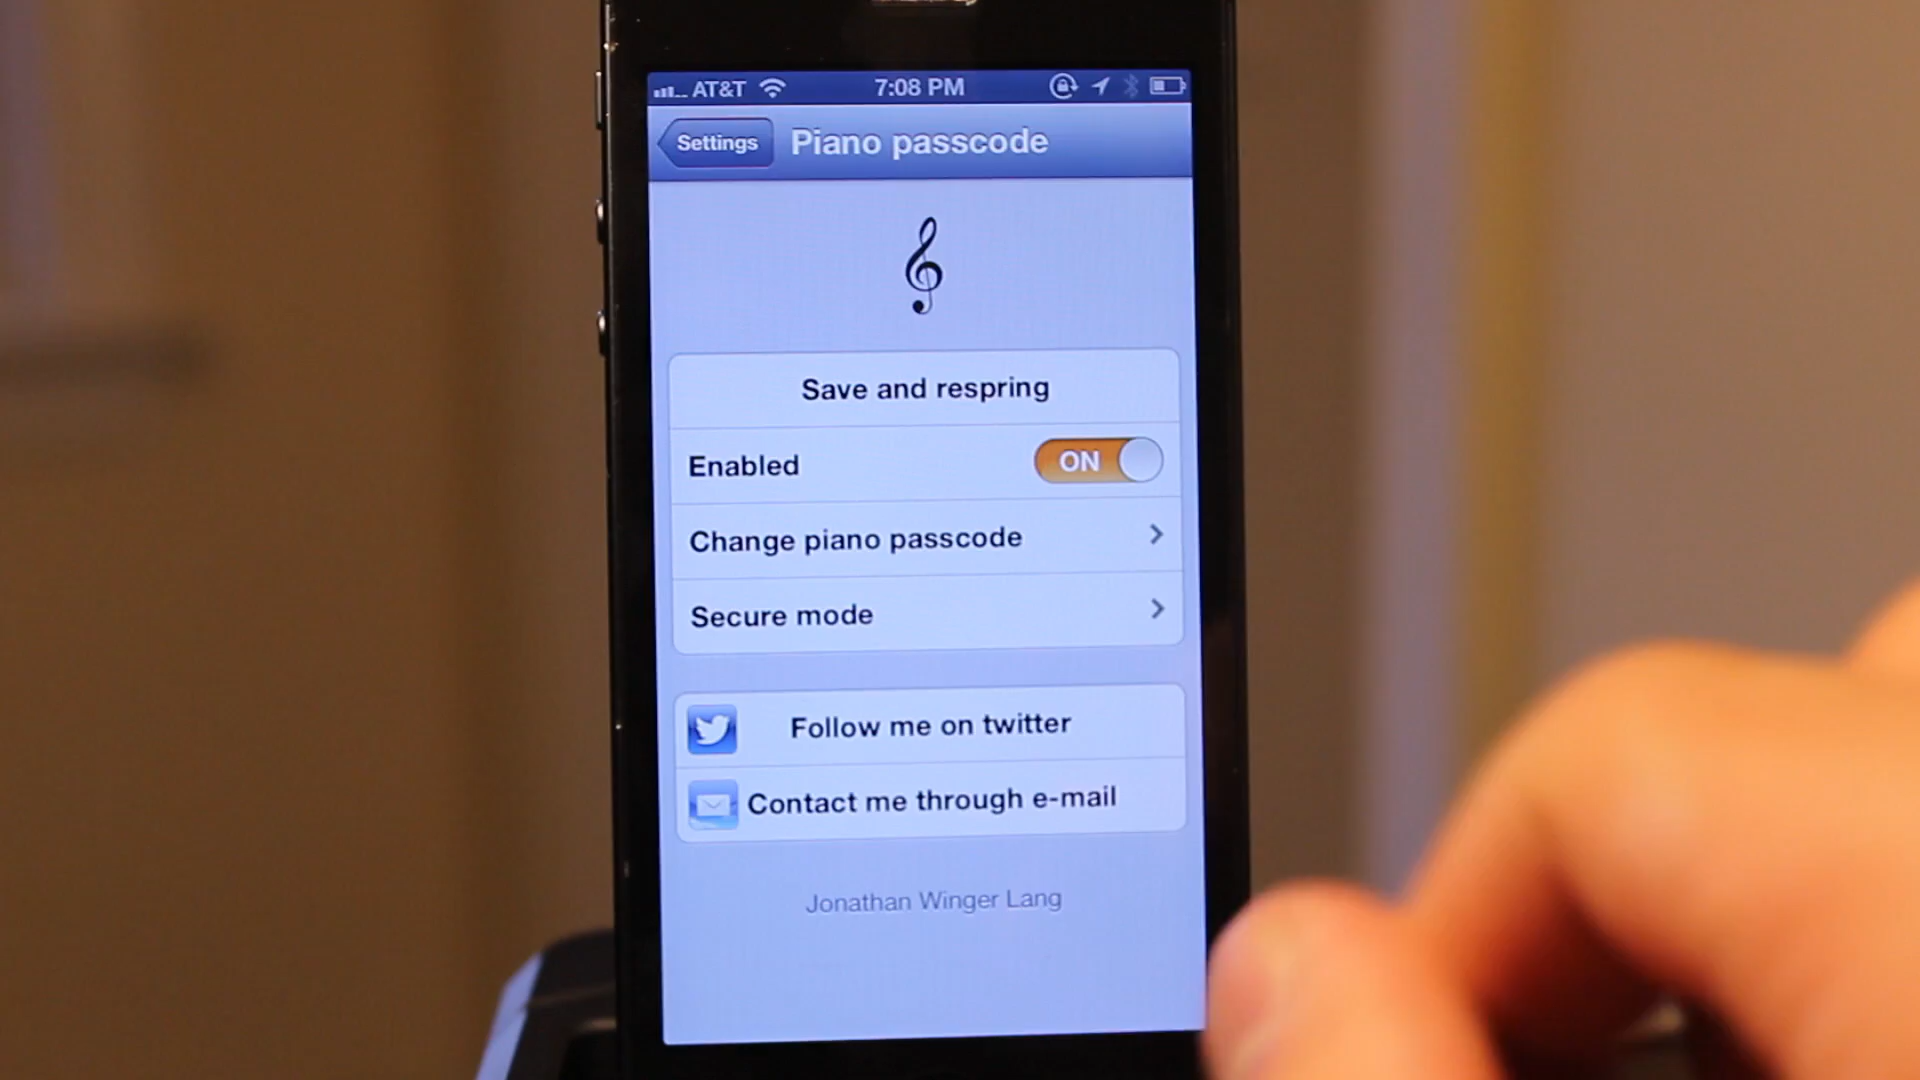 AT&T 7:08 PM
Settings Piano passcode
Save and respring
Enabled ON
Change piano passcode
Secure mode
Follow me on twitter
Contact me through e-mail
Jonathan Winger Lang